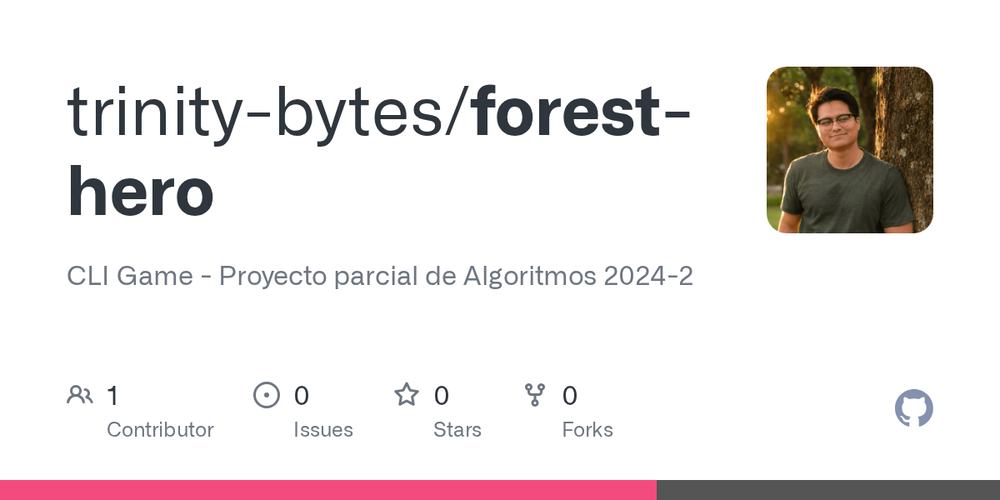 trinity-bytes/forest-
hero
CLI Game - Proyecto parcial de Algoritmos 2024-2
1
Contributor
0
Issues
0
Stars
0
Forks